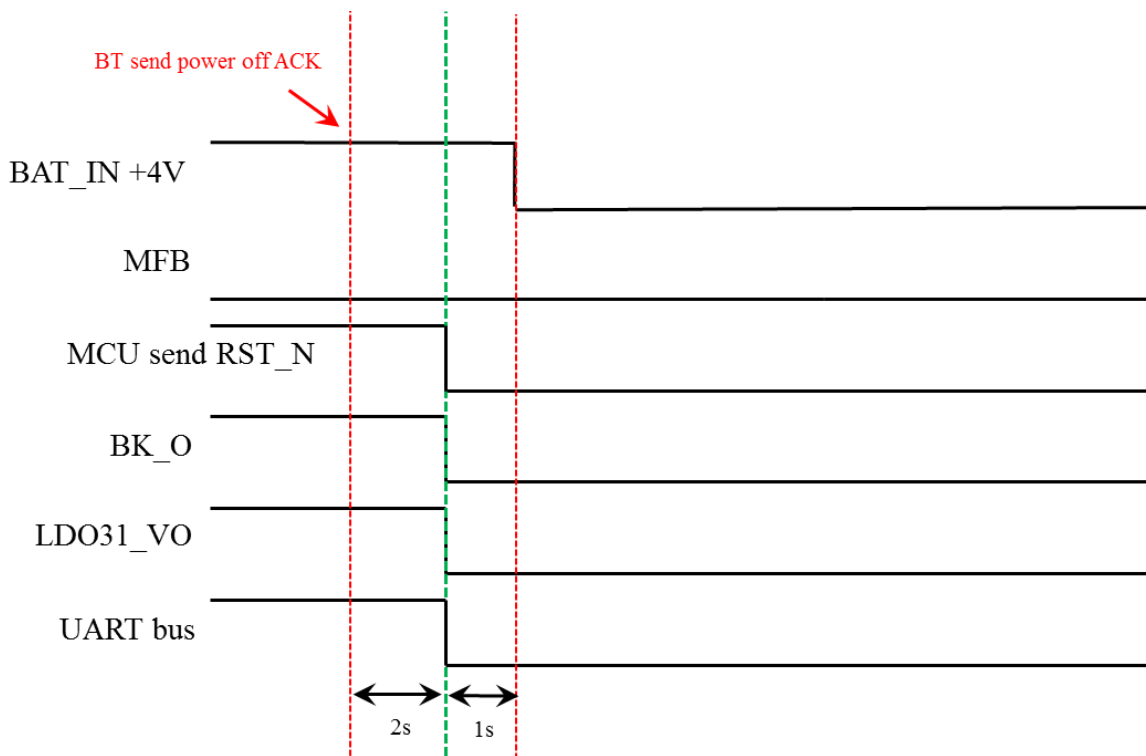 BT send power off ACK
BAT_IN +4V
MFB
MCU send RST_N
BK_O
LDO31_VO
UART bus
2s
1s